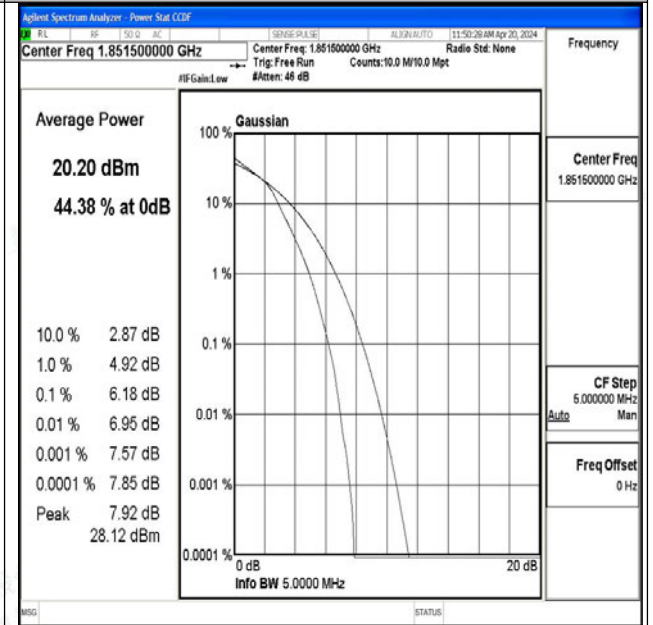 Agilent Spectrum Analyzer - Power Stat CCDF
RL RF 50 Ω AC SENSE:PULSE ALIGN AUTO 11:50:28 AM Apr 20, 2024
Center Freq 1.851500000 GHz
Center Freq: 1.851500000 GHz Radio Std: None
Trig: Free Run Counts:10.0 M/10.0 Mpt
#IFGain:Low #Atten: 46 dB
Frequency
Average Power
20.20 dBm
44.38 % at 0dB
10.0 % 2.87 dB
1.0 % 4.92 dB
0.1 % 6.18 dB
0.01 % 6.95 dB
0.001 % 7.57 dB
0.0001 % 7.85 dB
Peak 7.92 dB
28.12 dBm
Gaussian
100 %
10 %
1 %
0.1 %
0.01 %
0.001 %
0.0001 %
0 dB 20 dB
Info BW 5.0000 MHz
Center Freq
1.851500000 GHz
CF Step
5.000000 MHz
Auto Man
Freq Offset
0 Hz
MSG STATUS